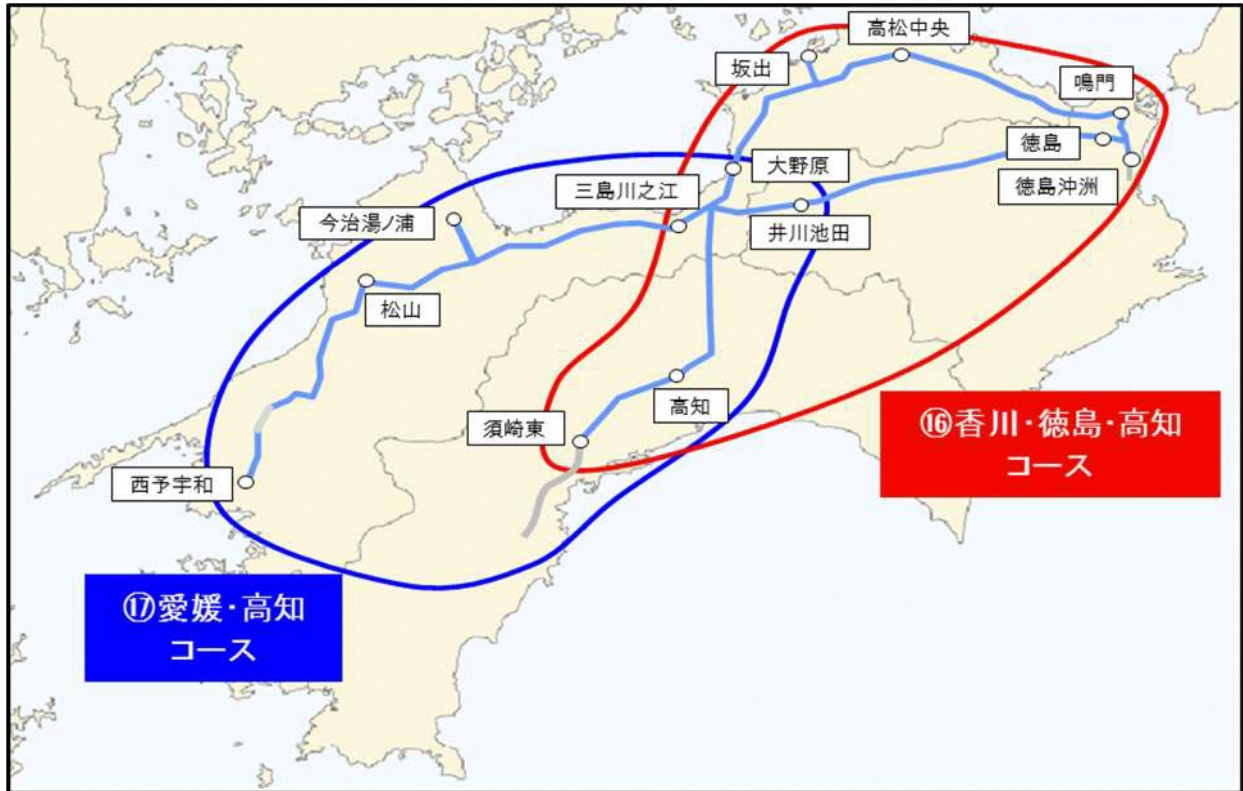 高松中央
坂出
鳴門
徳島
大野原
徳島沖洲
三島川之江
今治湯ノ浦
井川池田
松山
高知
須崎東
⑯香川・徳島・高知
コース
西予宇和
⑰愛媛・高知
コース